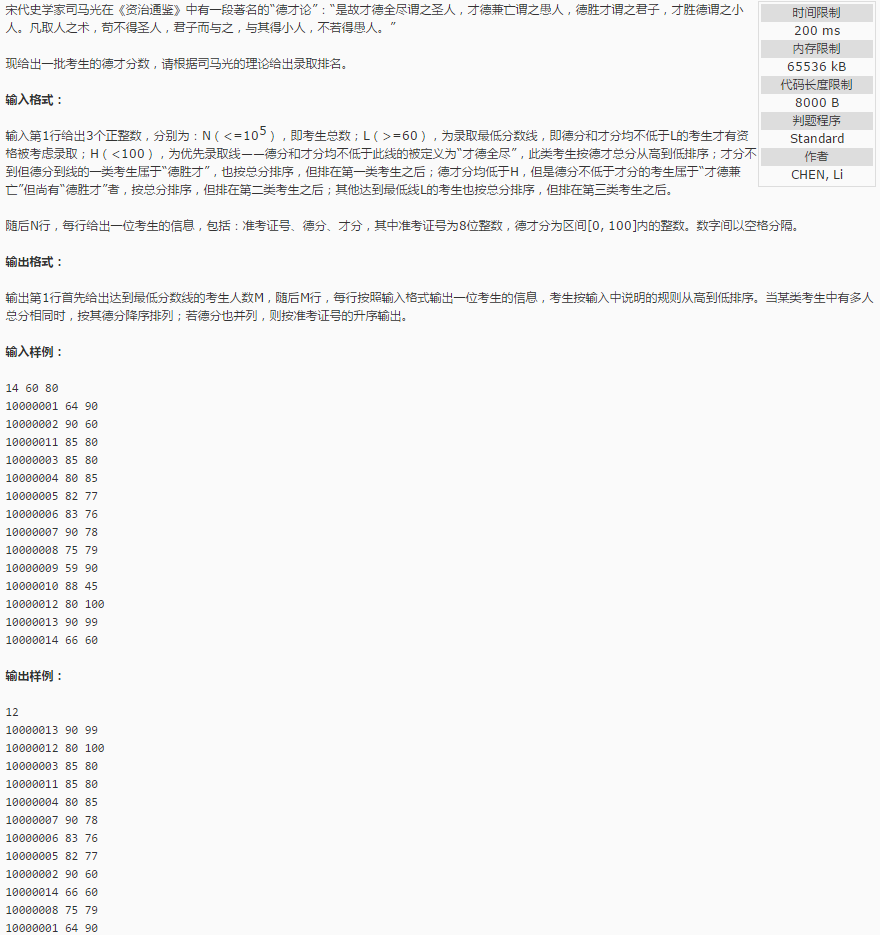 宋代史学家司马光在《资治通鉴》中有一段著名的“德才论”：“是故才德全尽谓之圣人，才德兼亡谓之愚人，德胜才谓之君子，才胜德谓之小
人。凡取人之术，苟不得圣人，君子而与之，与其得小人，不若得愚人。”
现给出一批考生的德才分数，请根据司马光的理论给出录取排名。
时间限制
200 ms
内存限制
65536 kB
代码长度限制
8000 B
判题程序
Standard
作者
CHEN, Li
输入格式：
输入第1行给出3个正整数，分别为：N（<=10^5），即考生总数；L（>=60），为录取最低分数线，即德分和才分均不低于L的考生才有资
格被考虑录取；H（<100），为优先录取线——德分和才分均不低于此线的被定义为“才德全尽”，此类考生按德才总分从高到低排序；才分不
到但德分到线的一类考生属于“德胜才”，也按总分排序，但排在第一类考生之后；德才分均低于H，但是德分不低于才分的考生属于“才德兼
亡”但尚有“德胜才”者，按总分排序，但排在第二类考生之后；其他达到最低线L的考生也按总分排序，但排在第三类考生之后。
随后N行，每行给出一位考生的信息，包括：准考证号、德分、才分，其中准考证号为8位整数，德才分为区间[0, 100]内的整数。数字间以空格分隔。
输出格式：
输出第1行首先给出达到最低分数线的考生人数M，随后M行，每行按照输入格式输出一位考生的信息，考生按输入中说明的规则从高到低排序。当某类考生中有多人
总分相同时，按其德分降序排列；若德分也并列，则按准考证号的升序输出。
输入样例：
14 60 80
10000001 64 90
10000002 90 60
10000011 85 80
10000003 85 80
10000004 80 85
10000005 82 77
10000006 83 76
10000007 90 78
10000008 75 79
10000009 59 90
10000010 88 45
10000012 80 100
10000013 90 99
10000014 66 60
输出样例：
12
10000013 90 99
10000012 80 100
10000003 85 80
10000011 85 80
10000004 80 85
10000007 90 78
10000006 83 76
10000005 82 77
10000002 90 60
10000014 66 60
10000008 75 79
10000001 64 90